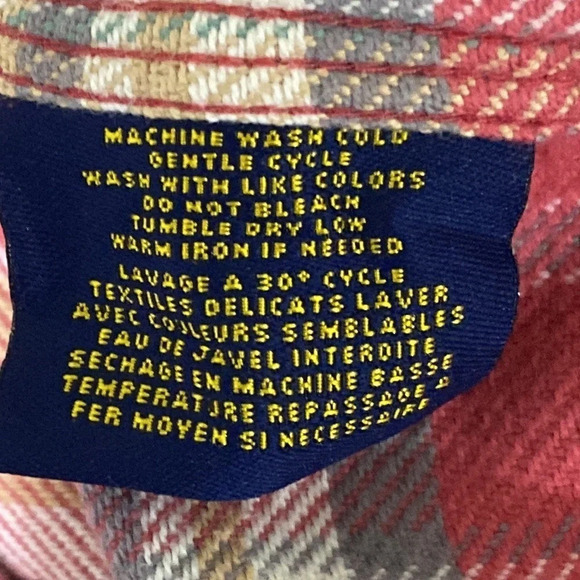 MACHINE WASH COLD
GENTLE CYCLE
WASH WITH LIKE COLORS
DO NOT BLEACH
TUMBLE DRY LOW
WARM IRON IF NEEDED
LAVAGE A 30° CYCLE
TEXTILES DELICATS LAVER
AVEC COULEURS SEMBLABLES
EAU DE JAVEL INTERDITE
SECHAGE EN MACHINE BASSE
TEMPERATURE REPASSAGE A
FER MOYEN SI NECESSAIRE